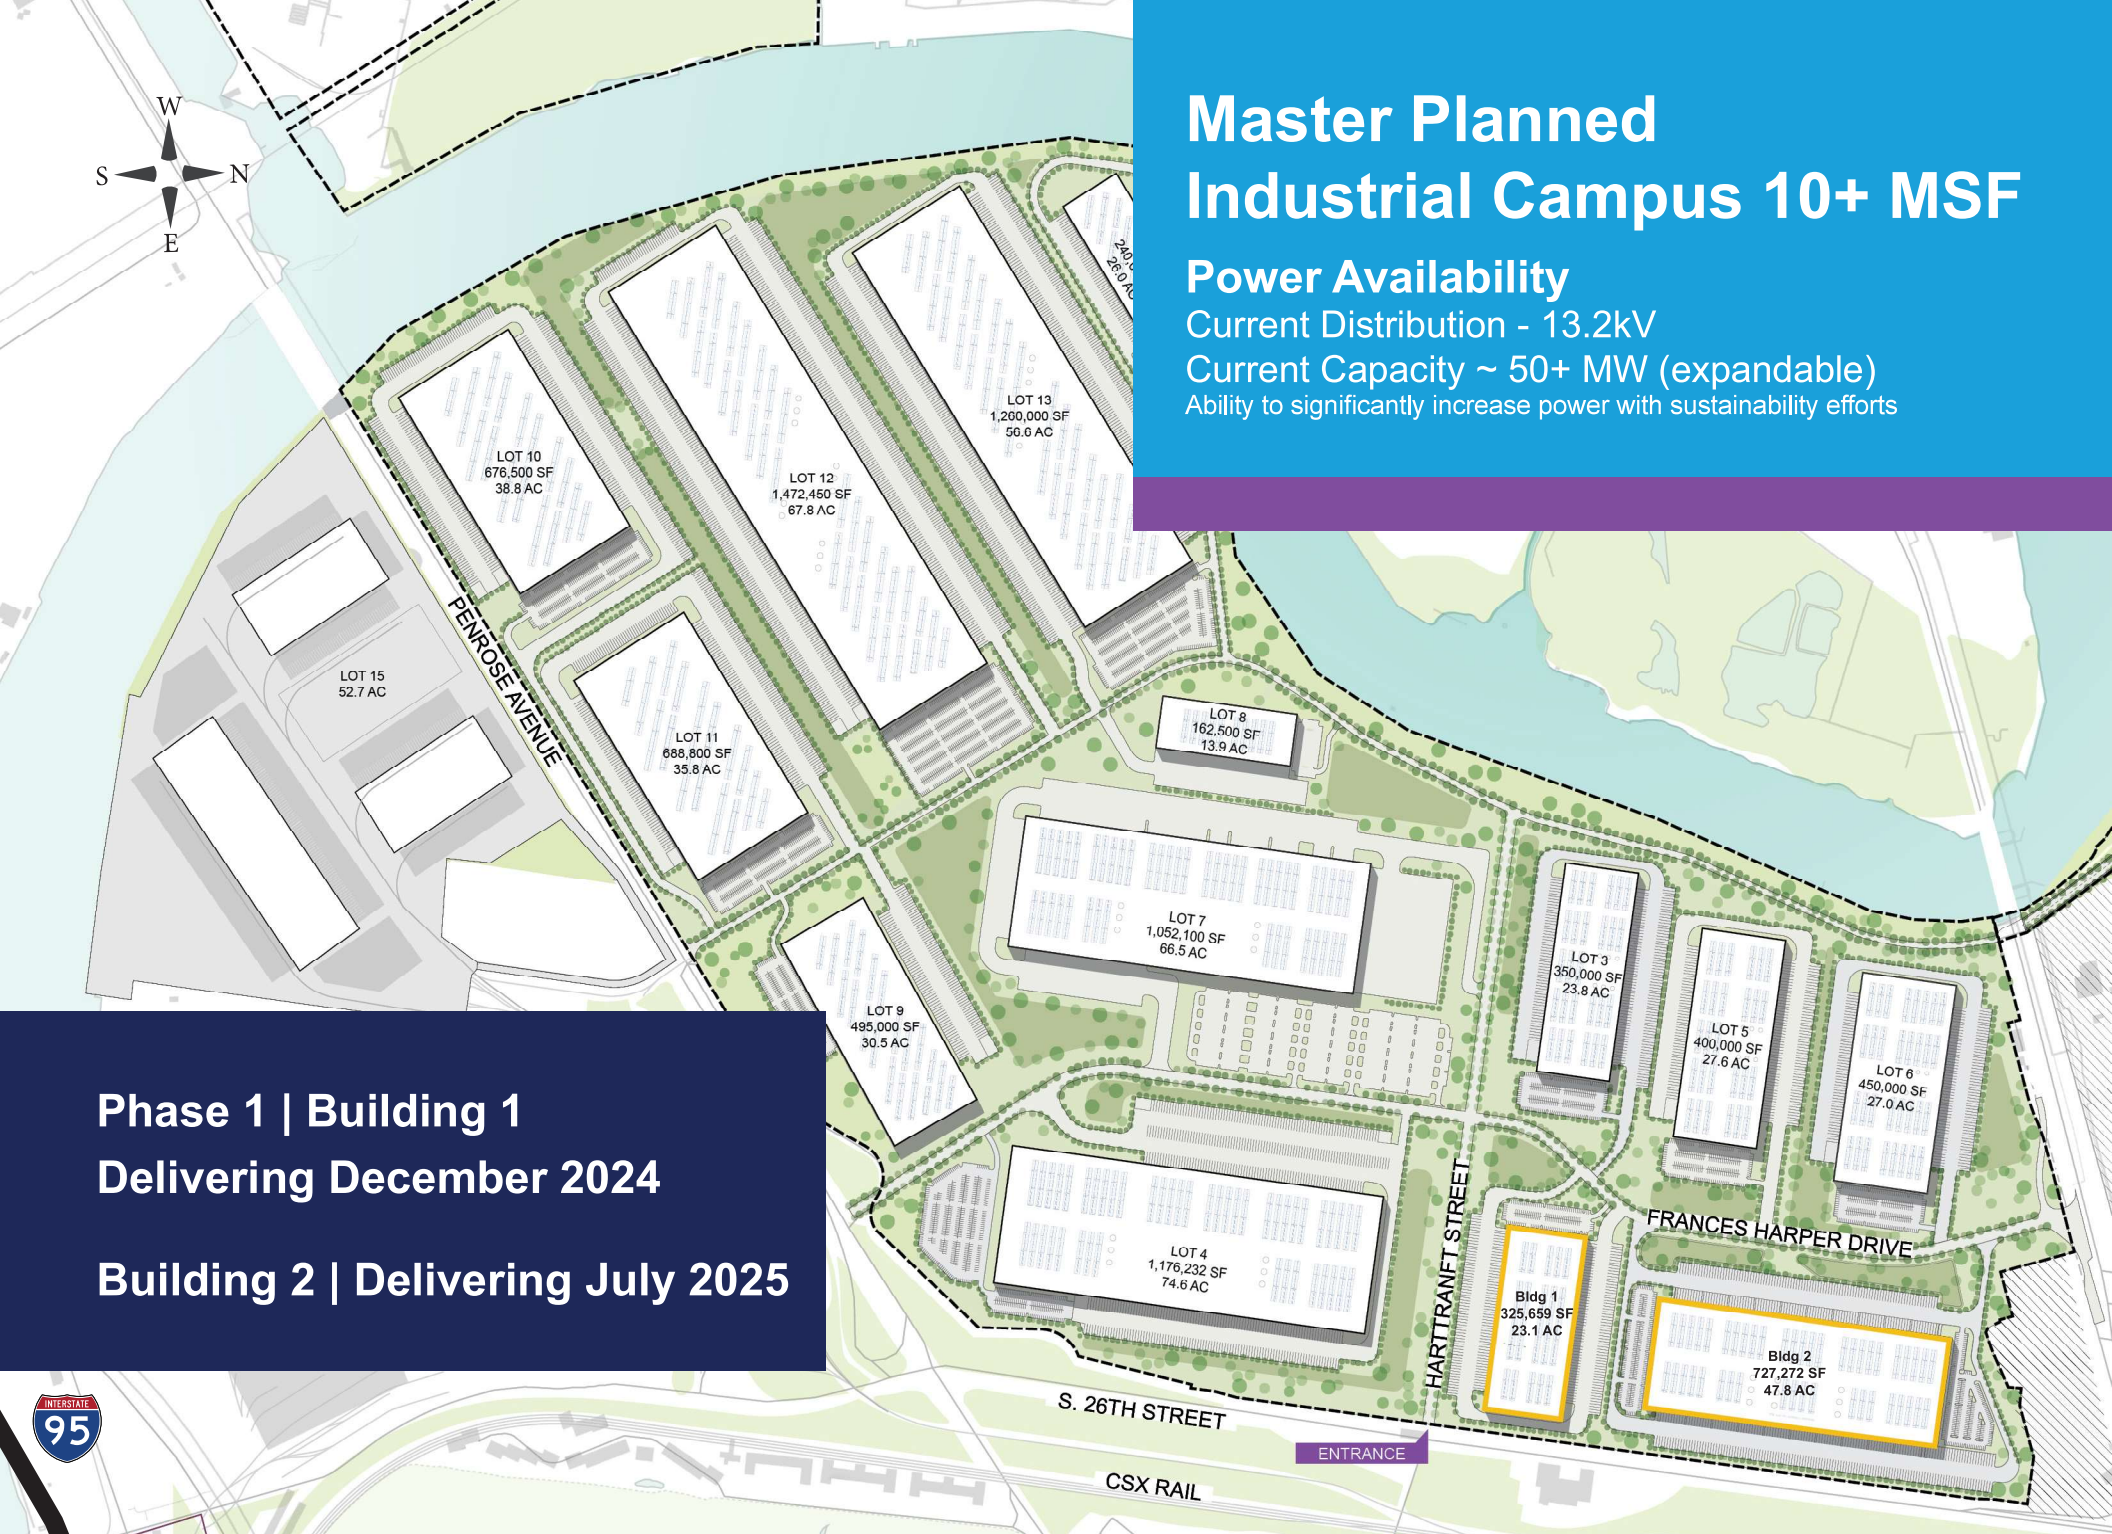 W
S
N
E
Master Planned
Industrial Campus 10+ MSF
Power Availability
Current Distribution - 13.2kV
Current Capacity ~ 50+ MW (expandable)
Ability to significantly increase power with sustainability efforts
26.0 AC
LOT 13
1,260,000 SF
56.6 AC
LOT 10
676,500 SF
38.8 AC
LOT 12
1,472,450 SF
67.8 AC
PENROSE AVENUE
LOT 15
52.7 AC
LOT 11
688,800 SF
35.8 AC
LOT 8
162,500 SF
13.9 AC
LOT 7
1,052,100 SF
66.5 AC
LOT 3
350,000 SF
23.8 AC
LOT 5
400,000 SF
27.6 AC
LOT 6
450,000 SF
27.0 AC
LOT 9
495,000 SF
30.5 AC
LOT 4
1,176,232 SF
74.6 AC
HARTTRANFT STREET
FRANCES HARPER DRIVE
Bldg 1
325,659 SF
23.1 AC
Bldg 2
727,272 SF
47.8 AC
Phase 1 | Building 1
Delivering December 2024
Building 2 | Delivering July 2025
INTERSTATE
95
S. 26TH STREET
ENTRANCE
CSX RAIL